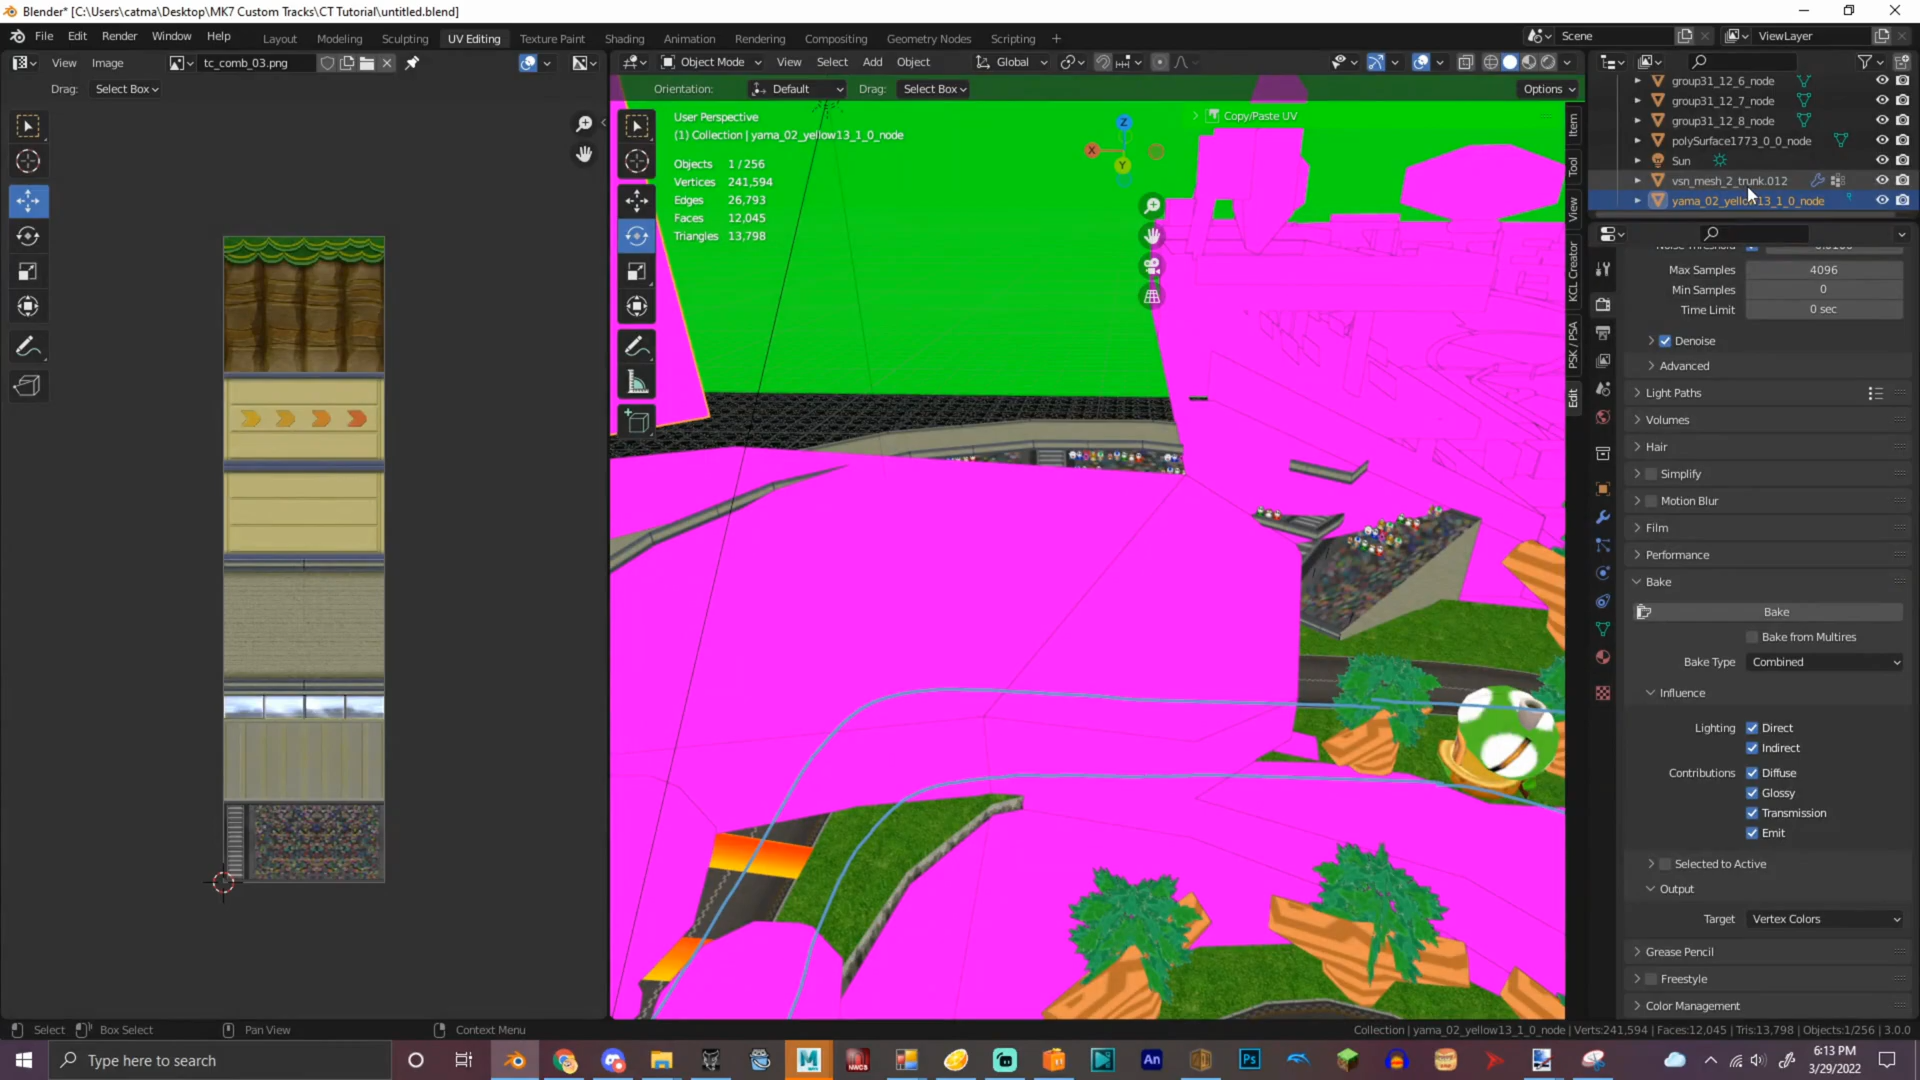 Blender* [C:\Users\catma\Desktop\MK7 Custom Tracks\CT Tutorial\untitled.blend]
File Edit Render Window Help
Layout Modeling Sculpting UV Editing Texture Paint Shading Animation Rendering Compositing Geometry Nodes Scripting +
Scene ViewLayer
View Image tc_comb_03.png
Object Mode View Select Add Object Global
Drag: Select Box
Orientation: Default Drag: Select Box Options
User Perspective
(1) Collection | yama_02_yellow13_1_0_node
Objects 1/256
Vertices 241,594
Edges 26,793
Faces 12,045
Triangles 13,798
Z
X
Y
Copy/Paste UV
Item
Tool
View
KCL Creator
PSK / PSA
Edit
group31_12_6_node
group31_12_7_node
group31_12_8_node
polySurface1773_0_0_node
Sun
vsn_mesh_2_trunk.012
yama_02_yellow13_1_0_node
Max Samples 4096
Min Samples 0
Time Limit 0 sec
Denoise
Advanced
Light Paths
Volumes
Hair
Simplify
Motion Blur
Film
Performance
Bake
Bake
Bake from Multires
Bake Type Combined
Influence
Lighting Direct
Indirect
Contributions Diffuse
Glossy
Transmission
Emit
Selected to Active
Output
Target Vertex Colors
Grease Pencil
Freestyle
Color Management
Select Box Select Pan View Context Menu
Collection | yama_02_yellow13_1_0_node | Verts:241,594 | Faces:12,045 | Tris:13,798 | Objects:1/256 | 3.0.0
Type here to search
NWCS
An
Ps
6:13 PM
3/29/2022